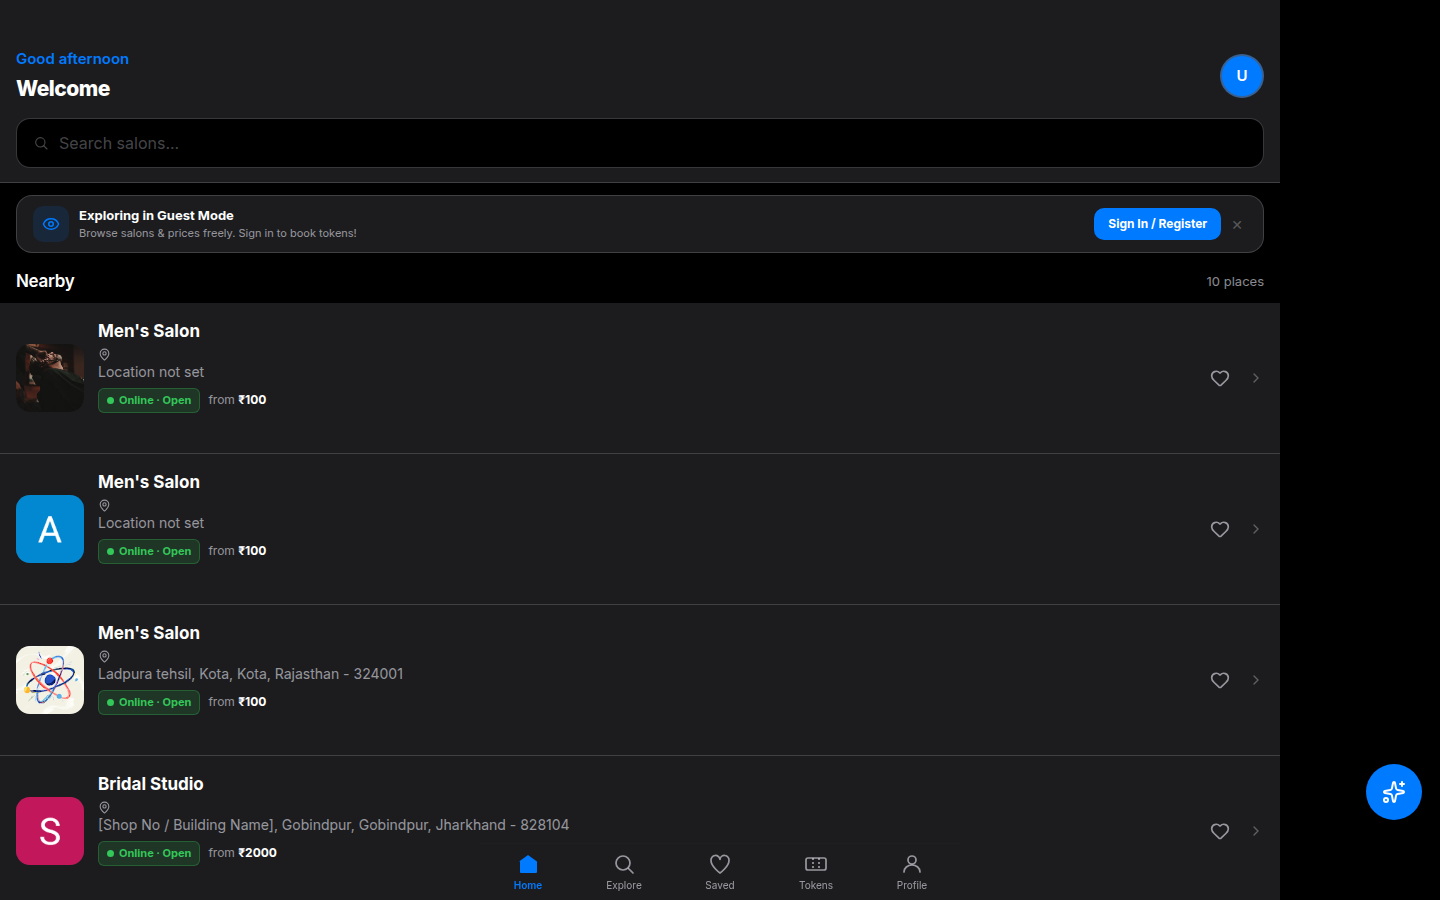 Good afternoon
Welcome
U
Search salons...
Exploring in Guest Mode
Browse salons & prices freely. Sign in to book tokens!
Sign In / Register
Nearby
10 places
Men's Salon
Location not set
Online · Open from ₹100
A
Men's Salon
Location not set
Online · Open from ₹100
Men's Salon
Ladpura tehsil, Kota, Kota, Rajasthan - 324001
Online · Open from ₹100
S
Bridal Studio
[Shop No / Building Name], Gobindpur, Gobindpur, Jharkhand - 828104
Online · Open from ₹2000
Home Explore Saved Tokens Profile